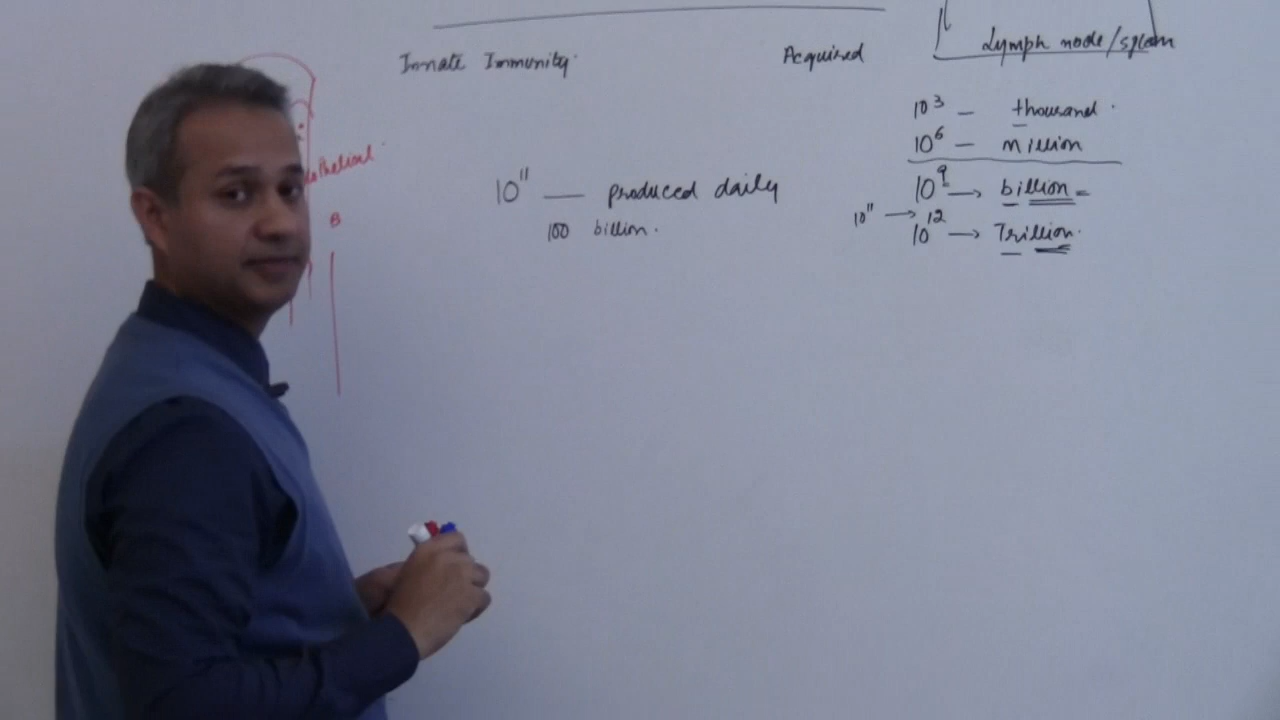 Innate Immunity. Acquired
Lymph node/spleen
10³ — thousand.
10⁶ — million
10⁹ → billion =
10¹¹ →
10¹² → Trillion.
10¹¹ — produced daily
100 billion.
B